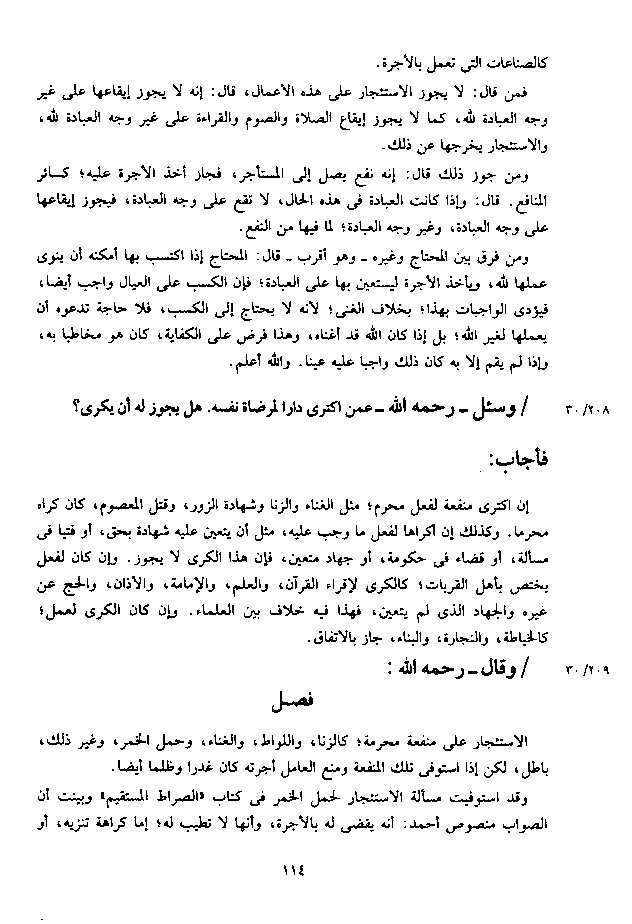 كالصناعات التى تعمل بالأجرة.
فمن قال: لا يجوز الاستئجار على هذه الأعمال، قال: إنه لا يجوز إيقاعها على غير
وجه العبادة لله، كما لا يجوز إيقاع الصلاة والصوم والقراءة على غير وجه العبادة لله،
والاستئجار يخرجها عن ذلك.
ومن جوز ذلك قال: إنه نفع يصل إلى المستأجر، فجاز أخذ الأجرة عليه؛ كسائر
المنافع. قال: وإذا كانت العبادة فى هذه الحال، لا تقع على وجه العبادة، فيجوز إيقاعها
على وجه العبادة، وغير وجه العبادة؛ لما فيها من النفع.
ومن فرق بين المحتاج وغيره ـ وهو أقرب ـ قال: المحتاج إذا اكتسب بها أمكنه أن ينوى
عملها لله، ويأخذ الأجرة ليستعين بها على العبادة؛ فإن الكسب على العيال واجب أيضا،
فيؤدى الواجبات بهذا؛ بخلاف الغنى؛ لأنه لا يحتاج إلى الكسب، فلا حاجة تدعوه أن
يعملها لغير الله؛ بل إذا كان الله قد أغناه، وهذا فرض على الكفاية، كان هو مخاطبا به،
وإذا لم يقم إلا به كان ذلك واجبا عليه عينا. والله أعلم.
٣٠/٢٠٨ / وسئل ـ رحمه الله ـ عمن اكترى دارا لمرضاة نفسه. هل يجوز له أن يكرى؟
فأجاب:
إن اكترى منفعة لفعل محرم؛ مثل الغناء والزنا وشهادة الزور، وقتل المعصوم، كان كراه
محرما. وكذلك إن أكراها لفعل ما وجب عليه، مثل أن يتعين عليه شهادة بحق، أو فتيا فى
مسألة، أو قضاء فى حكومة، أو جهاد متعين، فإن هذا الكرى لا يجوز. وإن كان لفعل
يختص بأهل القربات؛ كالكرى لإقراء القرآن، والعلم، والإمامة، والأذان، والحج عن
غيره والجهاد الذى لم يتعين، فهذا فيه خلاف بين العلماء. وإن كان الكرى لعمل؛
كالخياطة، والنجارة، والبناء، جاز بالاتفاق.
٣٠/٢٠٩ / وقال ـ رحمه الله :
فصل
الاستئجار على منفعة محرمة؛ كالزنا، واللواط، والغناء، وحمل الخمر، وغير ذلك،
باطل، لكن إذا استوفى تلك المنفعة ومنع العامل أجرته كان غدرا وظلما أيضا.
وقد استوفيت مسألة الاستئجار لحمل الخمر فى كتاب «الصراط المستقيم» وبينت أن
الصواب منصوص أحمد: أنه يقضى له بالأجرة، وأنها لا تطيب له؛ إما كراهة تنزيه، أو
١١٤